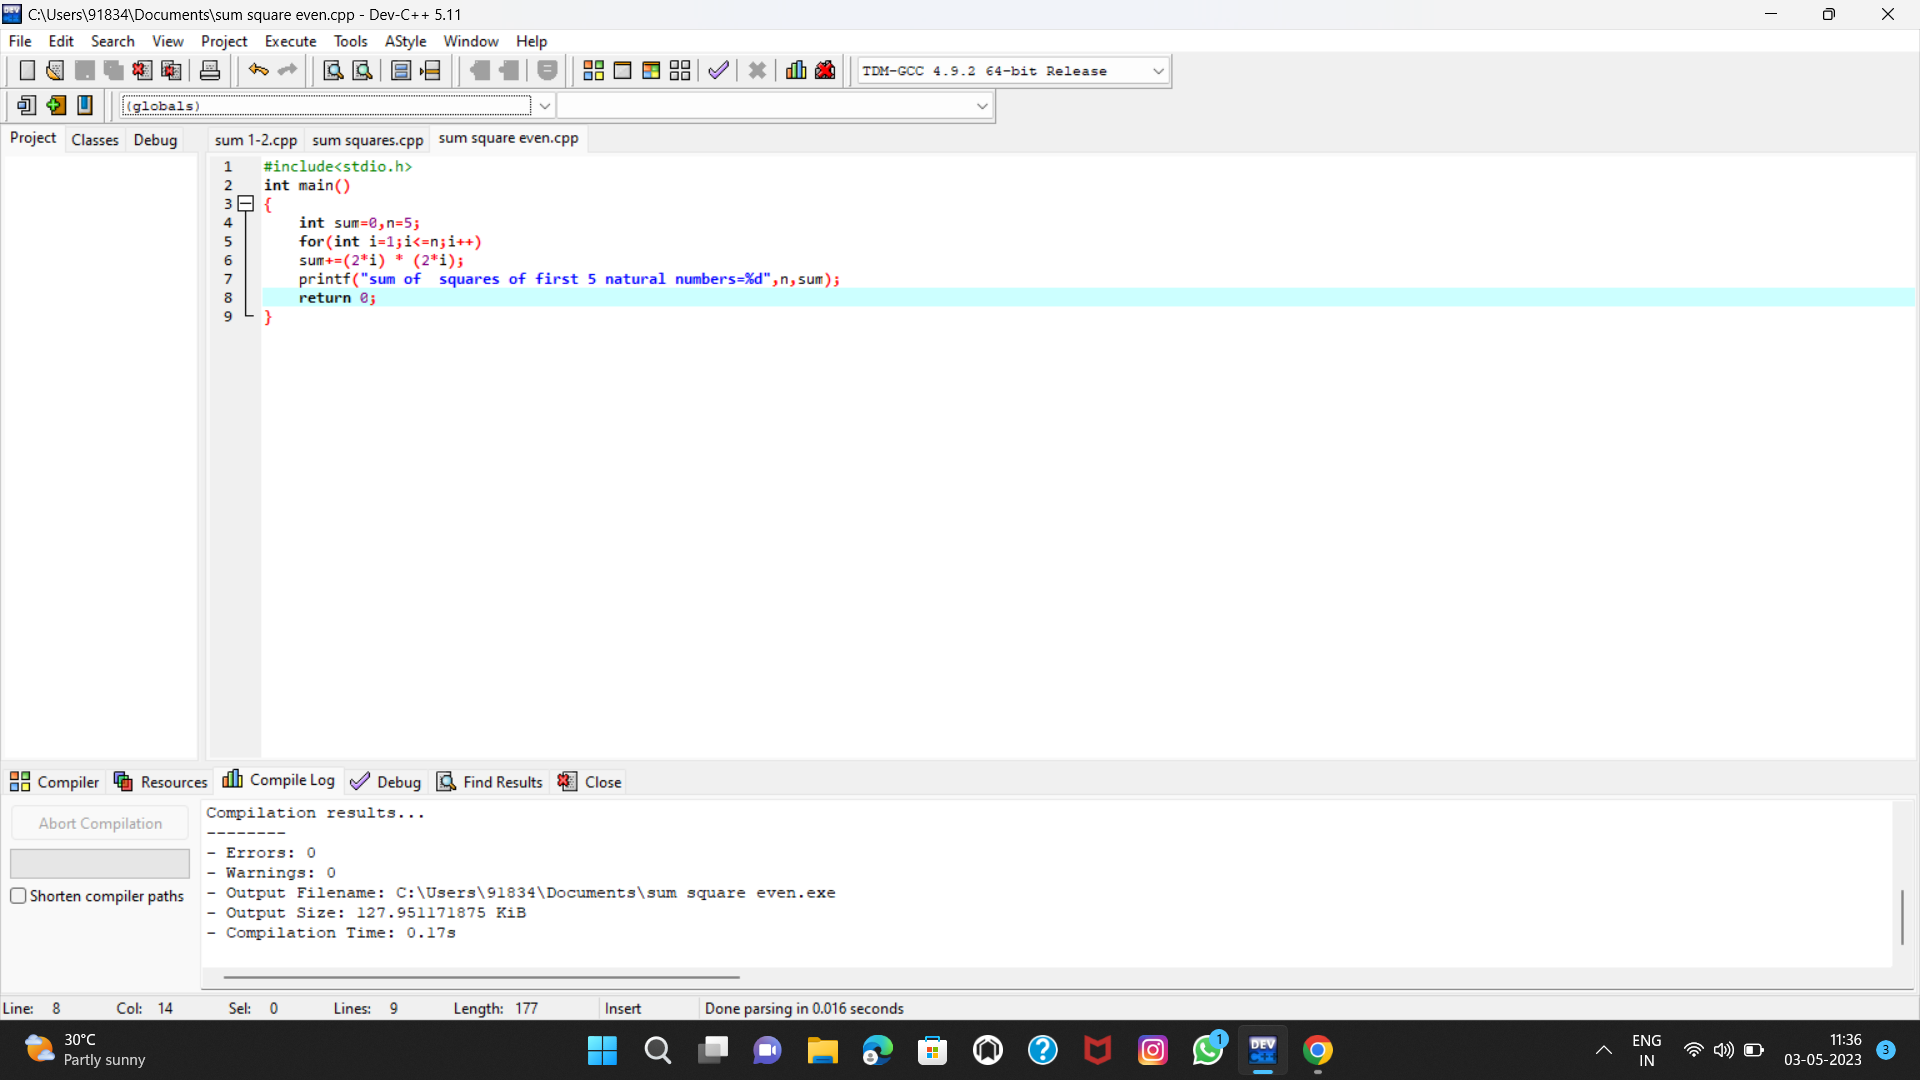 C:\Users\91834\Documents\sum square even.cpp - Dev-C++ 5.11
File Edit Search View Project Execute Tools AStyle Window Help
TDM-GCC 4.9.2 64-bit Release
(globals)
Project Classes Debug sum 1-2.cpp sum squares.cpp sum square even.cpp
1 #include<stdio.h>
2 int main()
3 {
4 int sum=0,n=5;
5 for(int i=1;i<=n;i++)
6 sum+=(2*i) * (2*i);
7 printf("sum of  squares of first 5 natural numbers=%d",n,sum);
8 return 0;
9 }
Compiler Resources Compile Log Debug Find Results Close
Abort Compilation
Shorten compiler paths
Compilation results...
--------
- Errors: 0
- Warnings: 0
- Output Filename: C:\Users\91834\Documents\sum square even.exe
- Output Size: 127.951171875 KiB
- Compilation Time: 0.17s
Line: 8 Col: 14 Sel: 0 Lines: 9 Length: 177 Insert Done parsing in 0.016 seconds
30°C
Partly sunny
1
DEV
C++
ENG
IN
11:36
03-05-2023
3